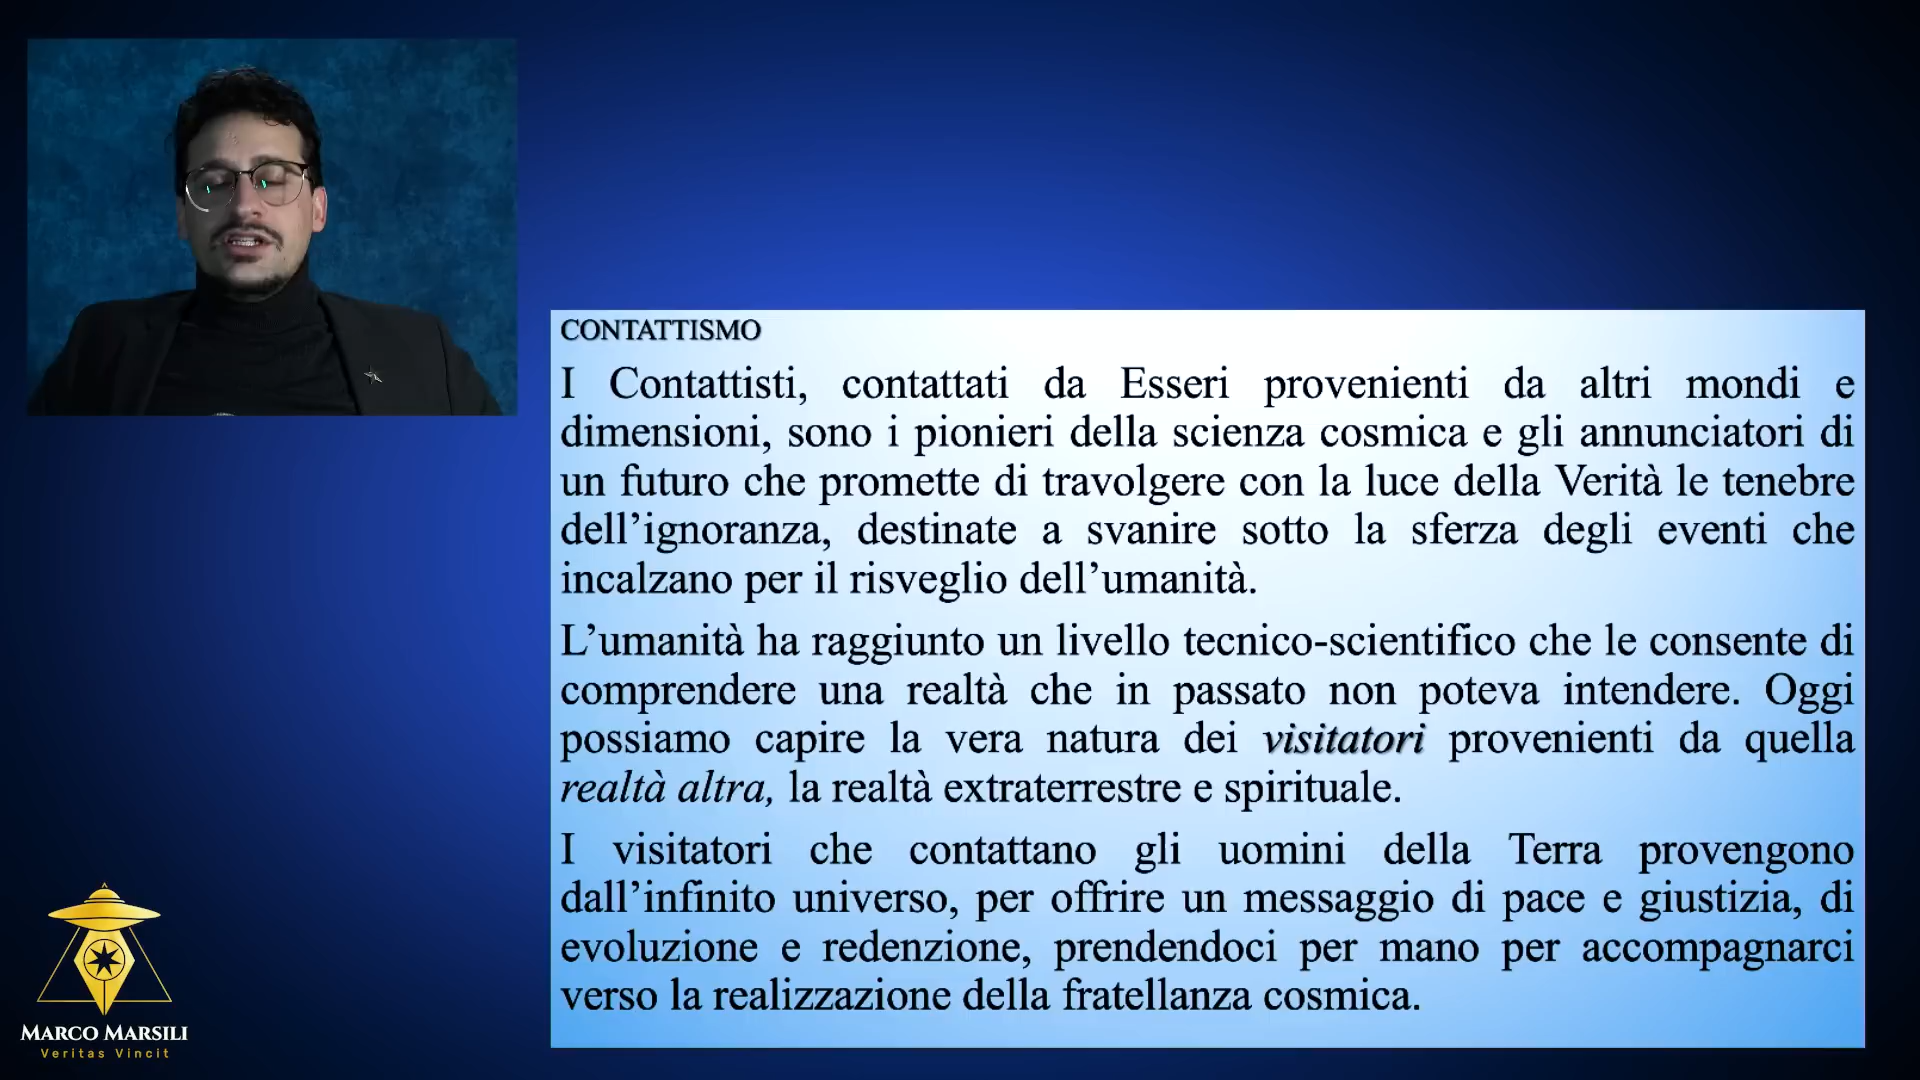 CONTATTISMO
I Contattisti, contattati da Esseri provenienti da altri mondi e
dimensioni, sono i pionieri della scienza cosmica e gli annunciatori di
un futuro che promette di travolgere con la luce della Verità le tenebre
dell’ignoranza, destinate a svanire sotto la sferza degli eventi che
incalzano per il risveglio dell’umanità.
L’umanità ha raggiunto un livello tecnico-scientifico che le consente di
comprendere una realtà che in passato non poteva intendere. Oggi
possiamo capire la vera natura dei visitatori provenienti da quella
realtà altra, la realtà extraterrestre e spirituale.
I visitatori che contattano gli uomini della Terra provengono
dall’infinito universo, per offrire un messaggio di pace e giustizia, di
evoluzione e redenzione, prendendoci per mano per accompagnarci
verso la realizzazione della fratellanza cosmica.
MARCO MARSILI
Veritas Vincit